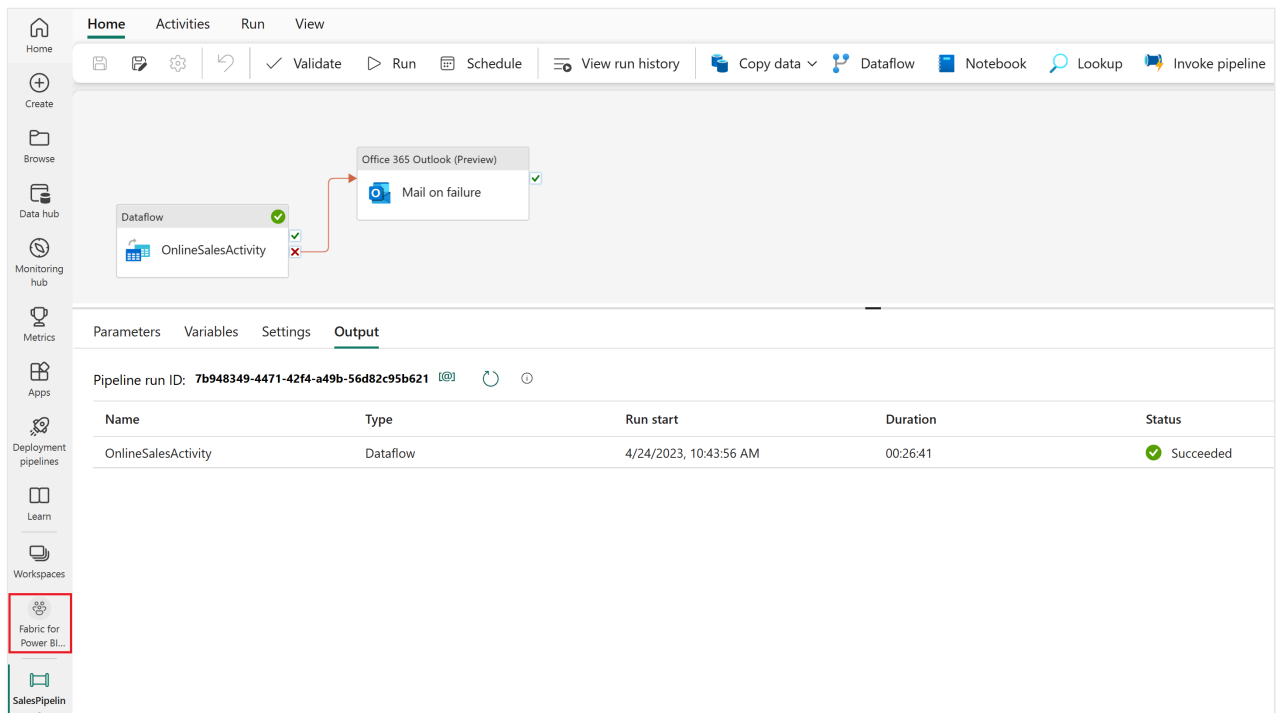 Home Activities Run View
Validate Run Schedule View run history Copy data Dataflow Notebook Lookup Invoke pipeline
Home
Create
Browse
Data hub
Monitoring
hub
Metrics
Apps
Deployment
pipelines
Learn
Workspaces
Fabric for
Power BI...
SalesPipelin
Office 365 Outlook (Preview)
Mail on failure
Dataflow
OnlineSalesActivity
Parameters Variables Settings Output
Pipeline run ID: 7b948349-4471-42f4-a49b-56d82c95b621
Name Type Run start Duration Status
OnlineSalesActivity Dataflow 4/24/2023, 10:43:56 AM 00:26:41 Succeeded